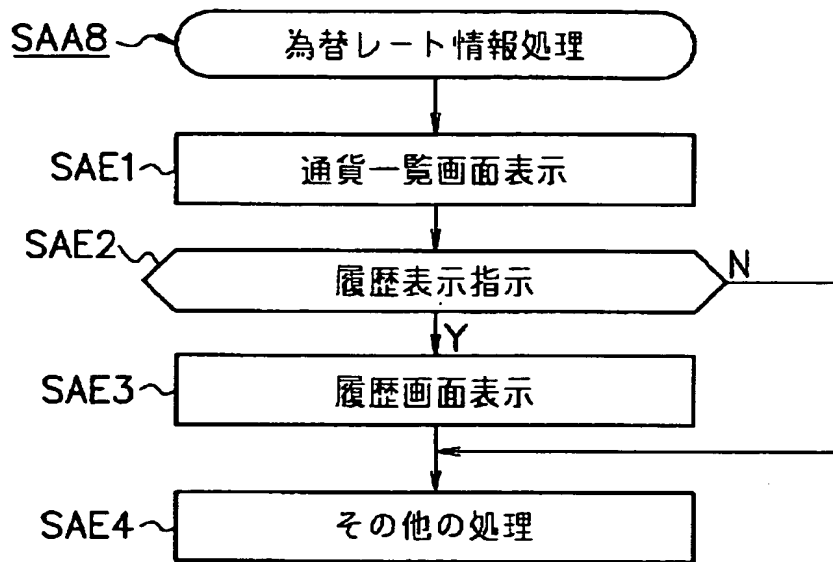 SAA8 為替レート情報処理
SAE1 通貨一覧画面表示
SAE2 履歴表示指示 N
Y
SAE3 履歴画面表示
SAE4 その他の処理